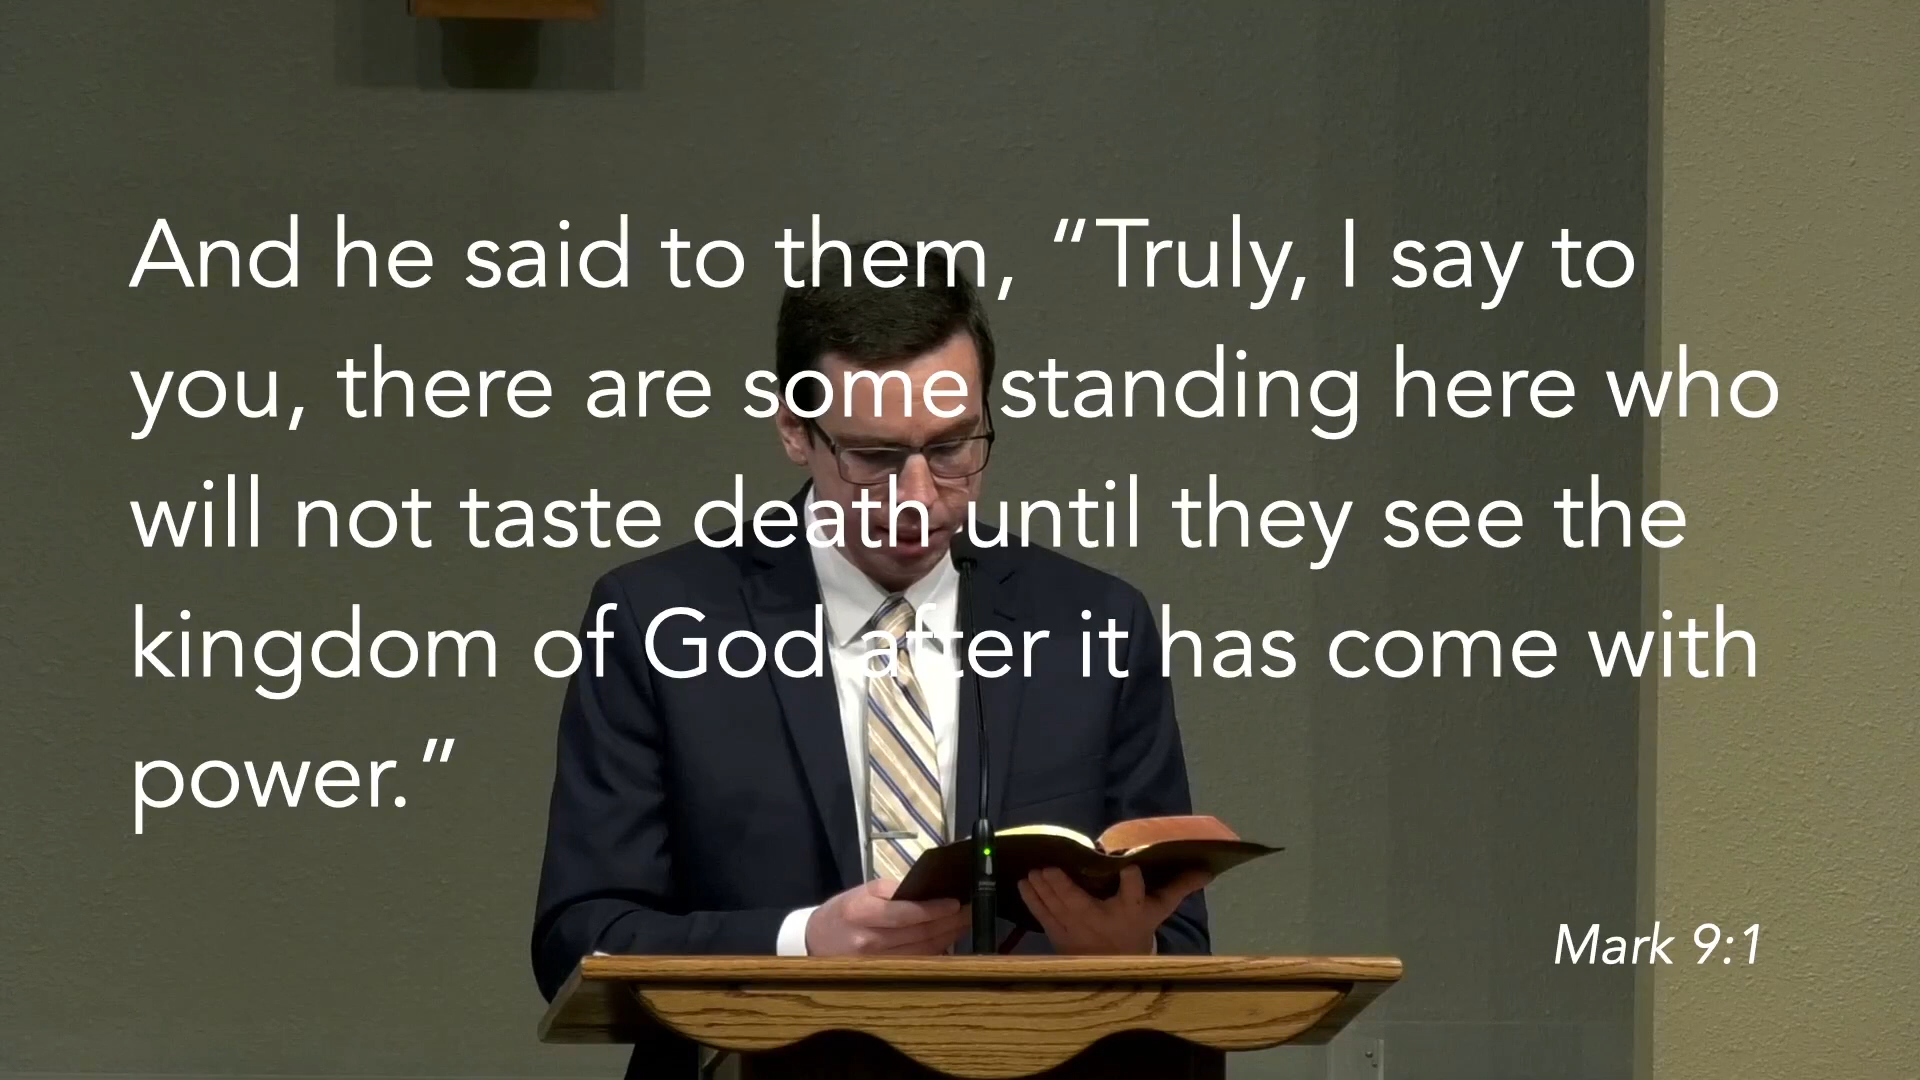 And he said to them, “Truly, I say to
you, there are some standing here who
will not taste death until they see the
kingdom of God after it has come with
power.”
Mark 9:1